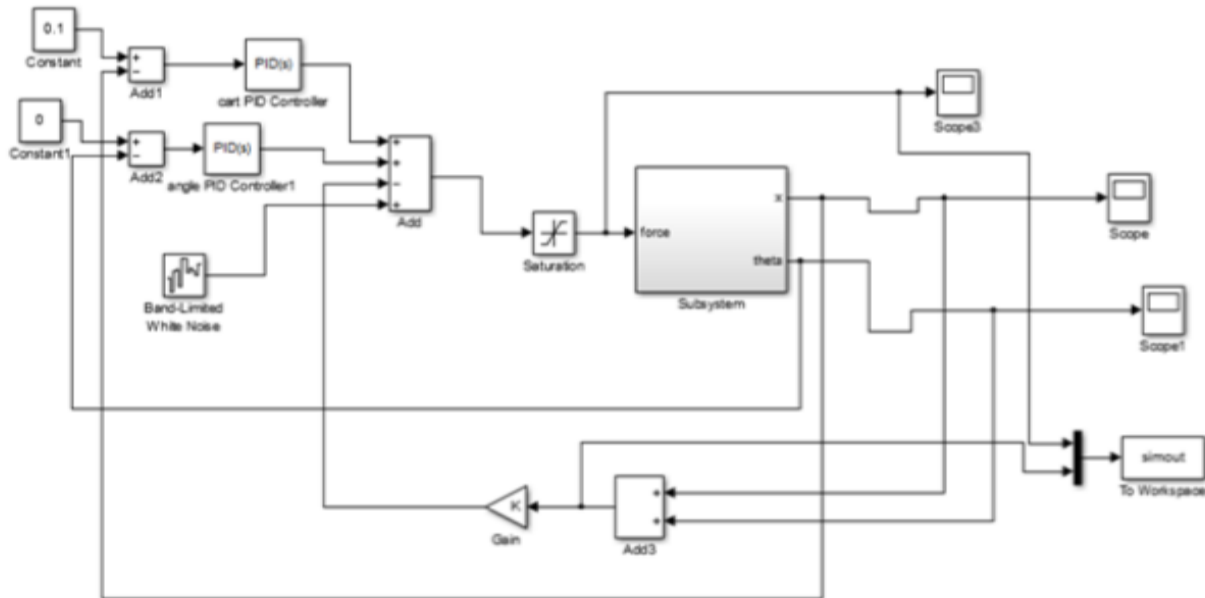 0.1
Constant
+
−
Add1
PID(s)
cart PID Controller
0
Constant1
+
−
Add2
PID(s)
angle PID Controller1
+
+
−
+
Add
Band-Limited
White Noise
Saturation
force
x
theta
Subsystem
Scope3
Scope
Scope1
K
Gain
+
+
Add3
simout
To Workspace